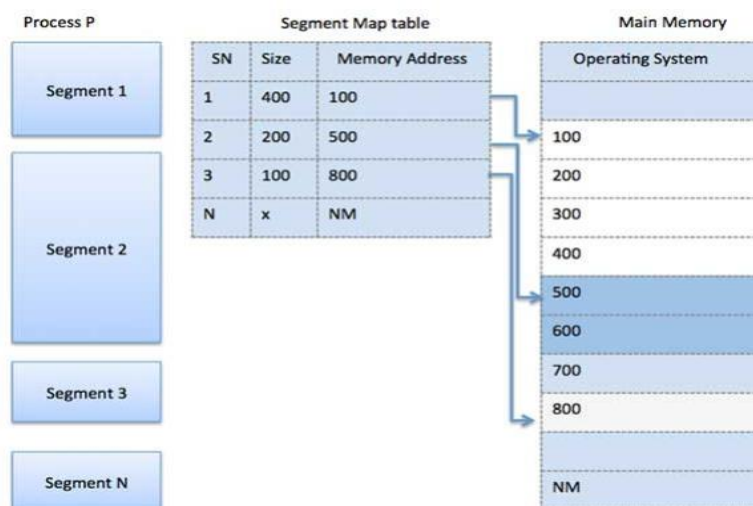 Process P
Segment 1
Segment 2
Segment 3
Segment N
Segment Map table
SN Size Memory Address
1 400 100
2 200 500
3 100 800
N x NM
Main Memory
Operating System
100
200
300
400
500
600
700
800
NM